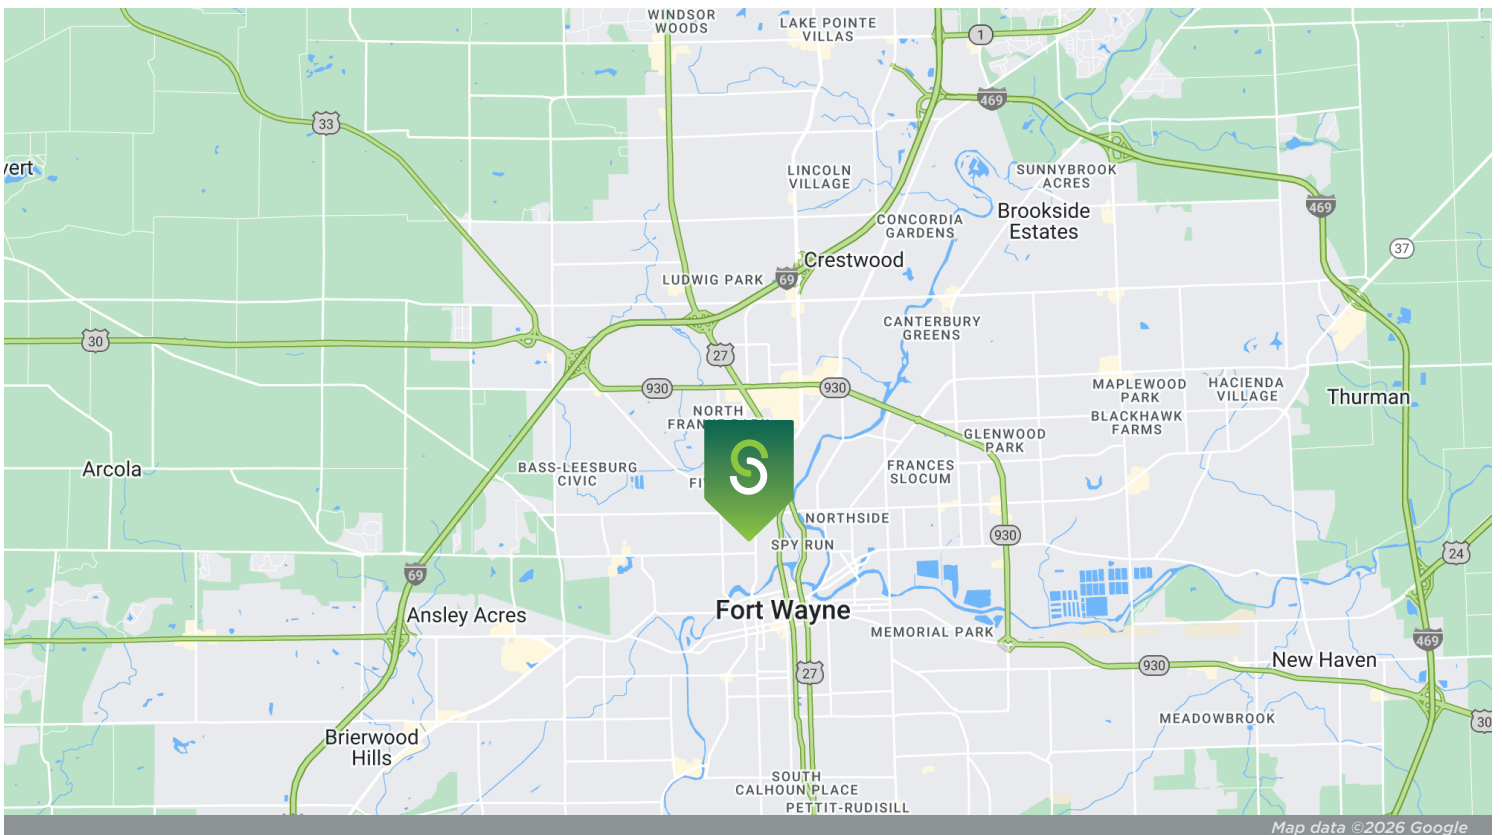 WINDSOR
WOODS
LAKE POINTE
VILLAS
1
469
33
LINCOLN
VILLAGE
SUNNYBROOK
ACRES
469
CONCORDIA
GARDENS
Brookside
Estates
37
Crestwood
LUDWIG PARK
69
CANTERBURY
GREENS
30
27
930
930
MAPLEWOOD
PARK
HACIENDA
VILLAGE
Thurman
NORTH
BLACKHAWK
FARMS
GLENWOOD
PARK
Arcola
BASS-LEESBURG
CIVIC
FRANCES
SLOCUM
S
NORTHSIDE
930
SPY RUN
24
69
Ansley Acres
Fort Wayne
MEMORIAL PARK
469
930
New Haven
27
MEADOWBROOK
30
Brierwood
Hills
SOUTH
CALHOUN PLACE
PETTIT-RUDISILL
Map data ©2026 Google